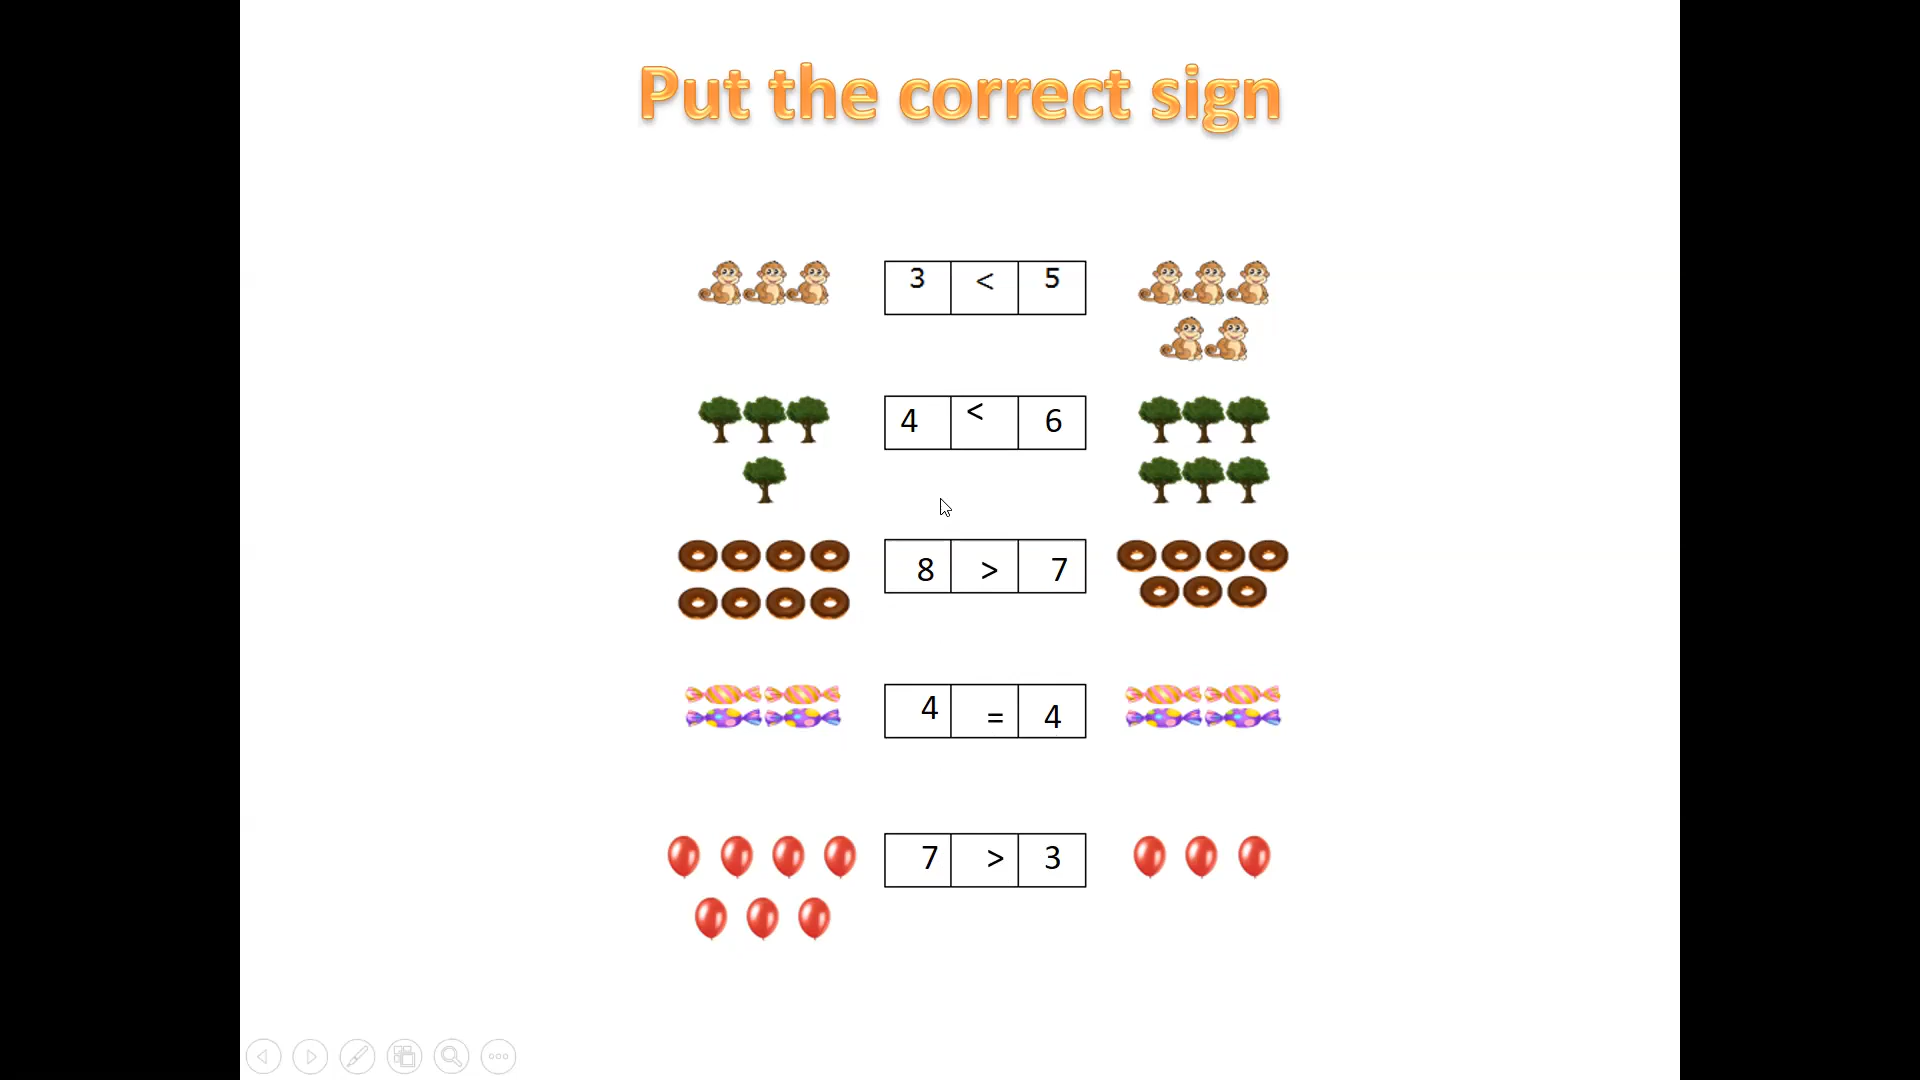 Put the correct sign
3 < 5
4 < 6
8 > 7
4 = 4
7 > 3